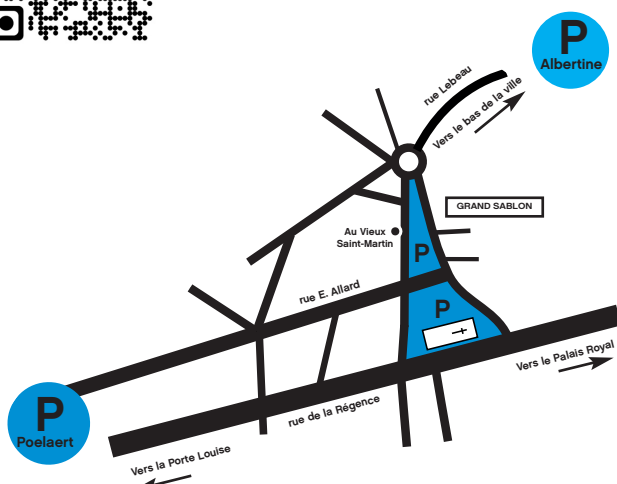 P
Albertine
rue Lebeau
Vers le bas de la ville
GRAND SABLON
Au Vieux
Saint-Martin
P
rue E. Allard
P
Vers le Palais Royal
P
Poelaert
rue de la Régence
Vers la Porte Louise